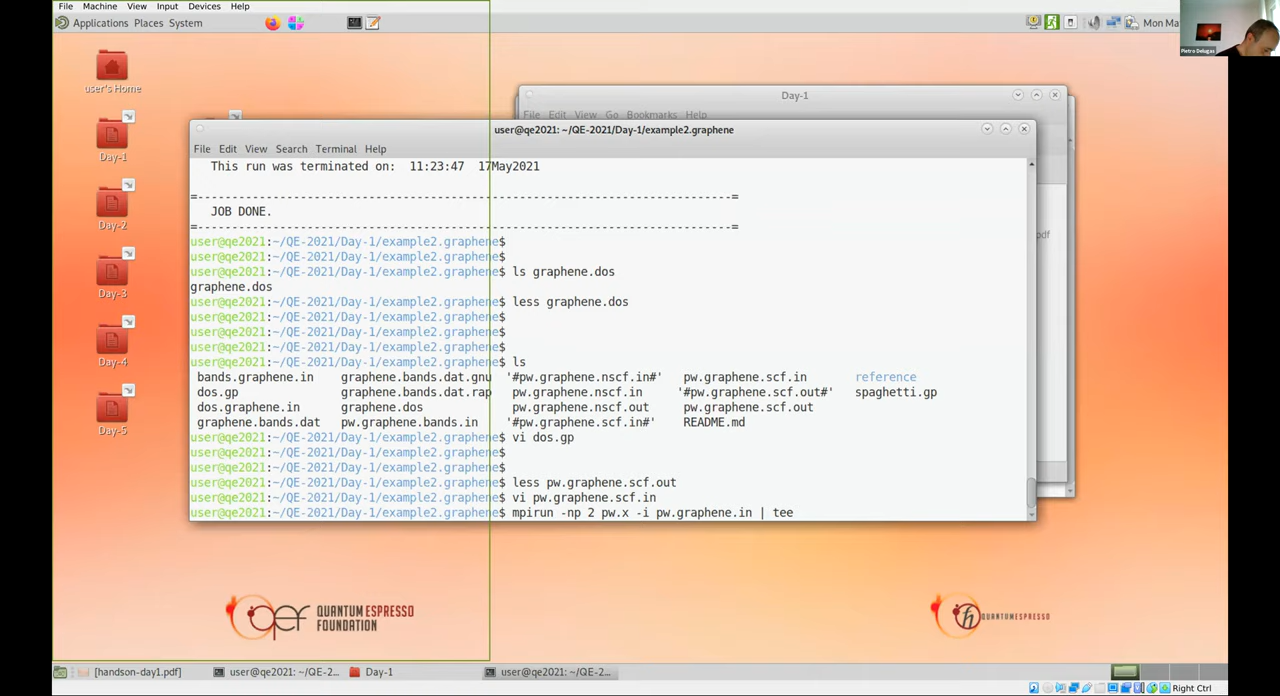 File Machine View Input Devices Help
Applications Places System
Mon Ma
Pietro Delugas
user's Home
Day-1
Day-2
Day-3
Day-4
Day-5
Day-1
File Edit View Go Bookmarks Help
pdf
user@qe2021: ~/QE-2021/Day-1/example2.graphene
File Edit View Search Terminal Help
This run was terminated on: 11:23:47 17May2021
=------------------------------------------------------------------------------=
JOB DONE.
=------------------------------------------------------------------------------=
user@qe2021:~/QE-2021/Day-1/example2.graphene$
user@qe2021:~/QE-2021/Day-1/example2.graphene$
user@qe2021:~/QE-2021/Day-1/example2.graphene$ ls graphene.dos
graphene.dos
user@qe2021:~/QE-2021/Day-1/example2.graphene$ less graphene.dos
user@qe2021:~/QE-2021/Day-1/example2.graphene$
user@qe2021:~/QE-2021/Day-1/example2.graphene$
user@qe2021:~/QE-2021/Day-1/example2.graphene$
user@qe2021:~/QE-2021/Day-1/example2.graphene$ ls
bands.graphene.in graphene.bands.dat.gnu '#pw.graphene.nscf.in#' pw.graphene.scf.in reference
dos.gp graphene.bands.dat.rap pw.graphene.nscf.in '#pw.graphene.scf.out#' spaghetti.gp
dos.graphene.in graphene.dos pw.graphene.nscf.out pw.graphene.scf.out
graphene.bands.dat pw.graphene.bands.in '#pw.graphene.scf.in#' README.md
user@qe2021:~/QE-2021/Day-1/example2.graphene$ vi dos.gp
user@qe2021:~/QE-2021/Day-1/example2.graphene$
user@qe2021:~/QE-2021/Day-1/example2.graphene$
user@qe2021:~/QE-2021/Day-1/example2.graphene$ less pw.graphene.scf.out
user@qe2021:~/QE-2021/Day-1/example2.graphene$ vi pw.graphene.scf.in
user@qe2021:~/QE-2021/Day-1/example2.graphene$ mpirun -np 2 pw.x -i pw.graphene.in | tee
QUANTUM ESPRESSO
FOUNDATION
QUANTUM ESPRESSO
[handson-day1.pdf]
user@qe2021: ~/QE-2...
Day-1
user@qe2021: ~/QE-2...
Right Ctrl